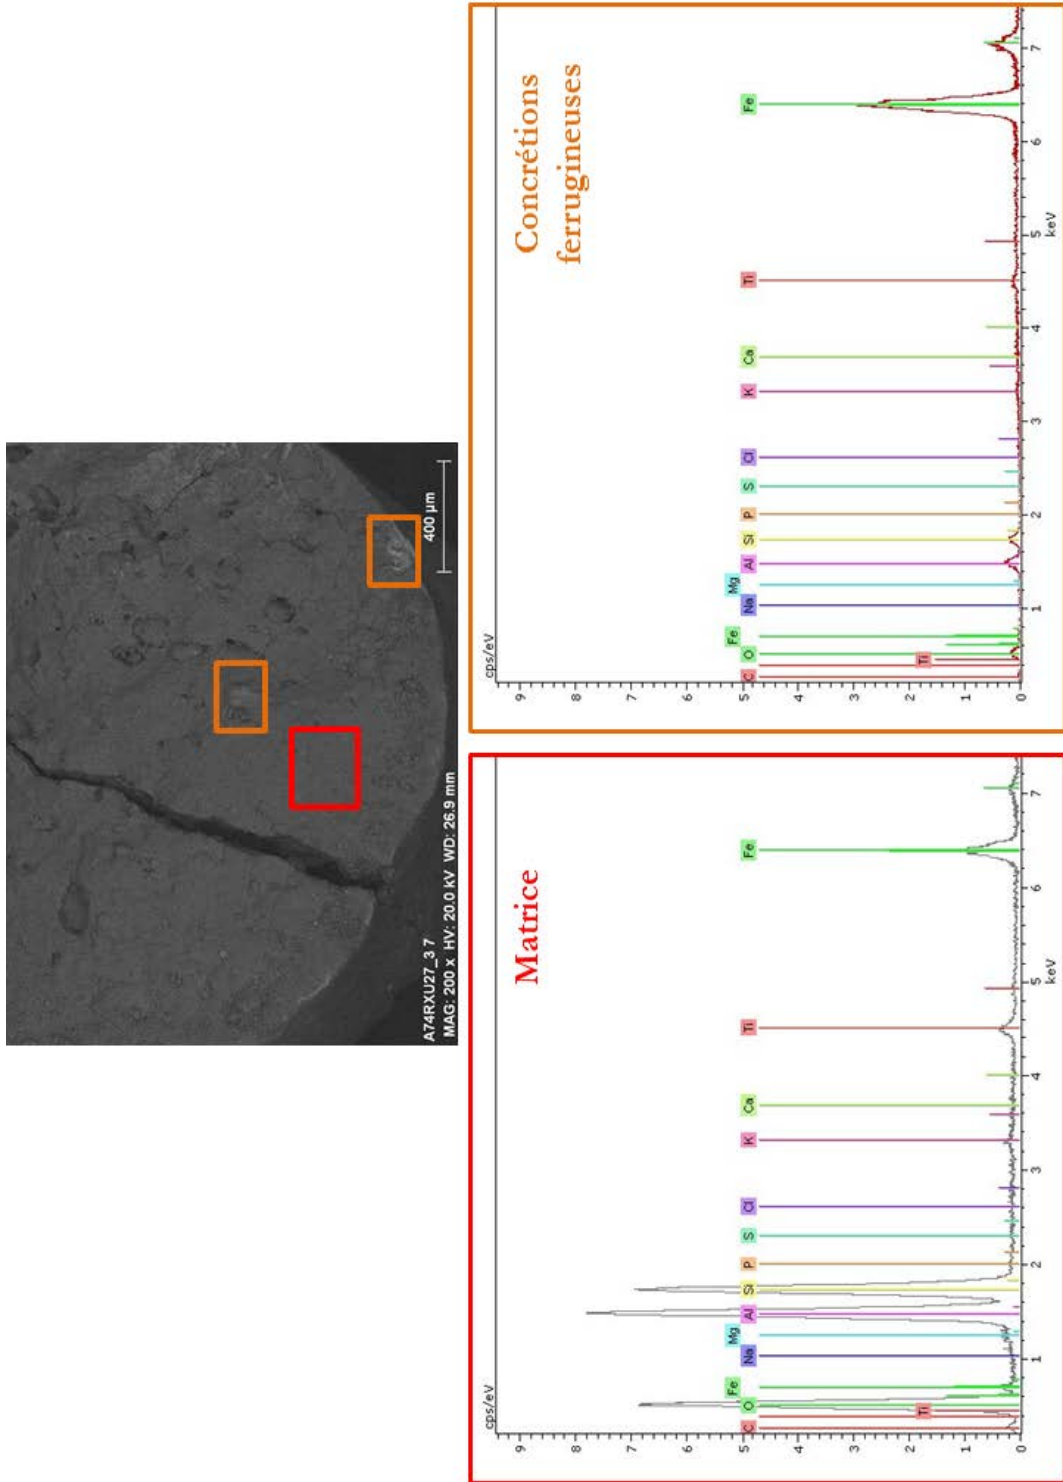 A74RXU27_3 7
MAG: 200 x HV: 20.0 kV WD: 26.9 mm
400 µm
Matrice
cps/eV
9
8
7
6
5
4
3
2
1
0
C
O
Ti
Fe
Na
Mg
Al
Si
P
S
Cl
K
Ca
Ti
Fe
1
2
3
4
5
6
7
keV
Concrétions
ferrugineuses
cps/eV
9
8
7
6
5
4
3
2
1
0
C
O
Ti
Fe
Na
Mg
Al
Si
P
S
Cl
K
Ca
Ti
Fe
1
2
3
4
5
6
7
keV